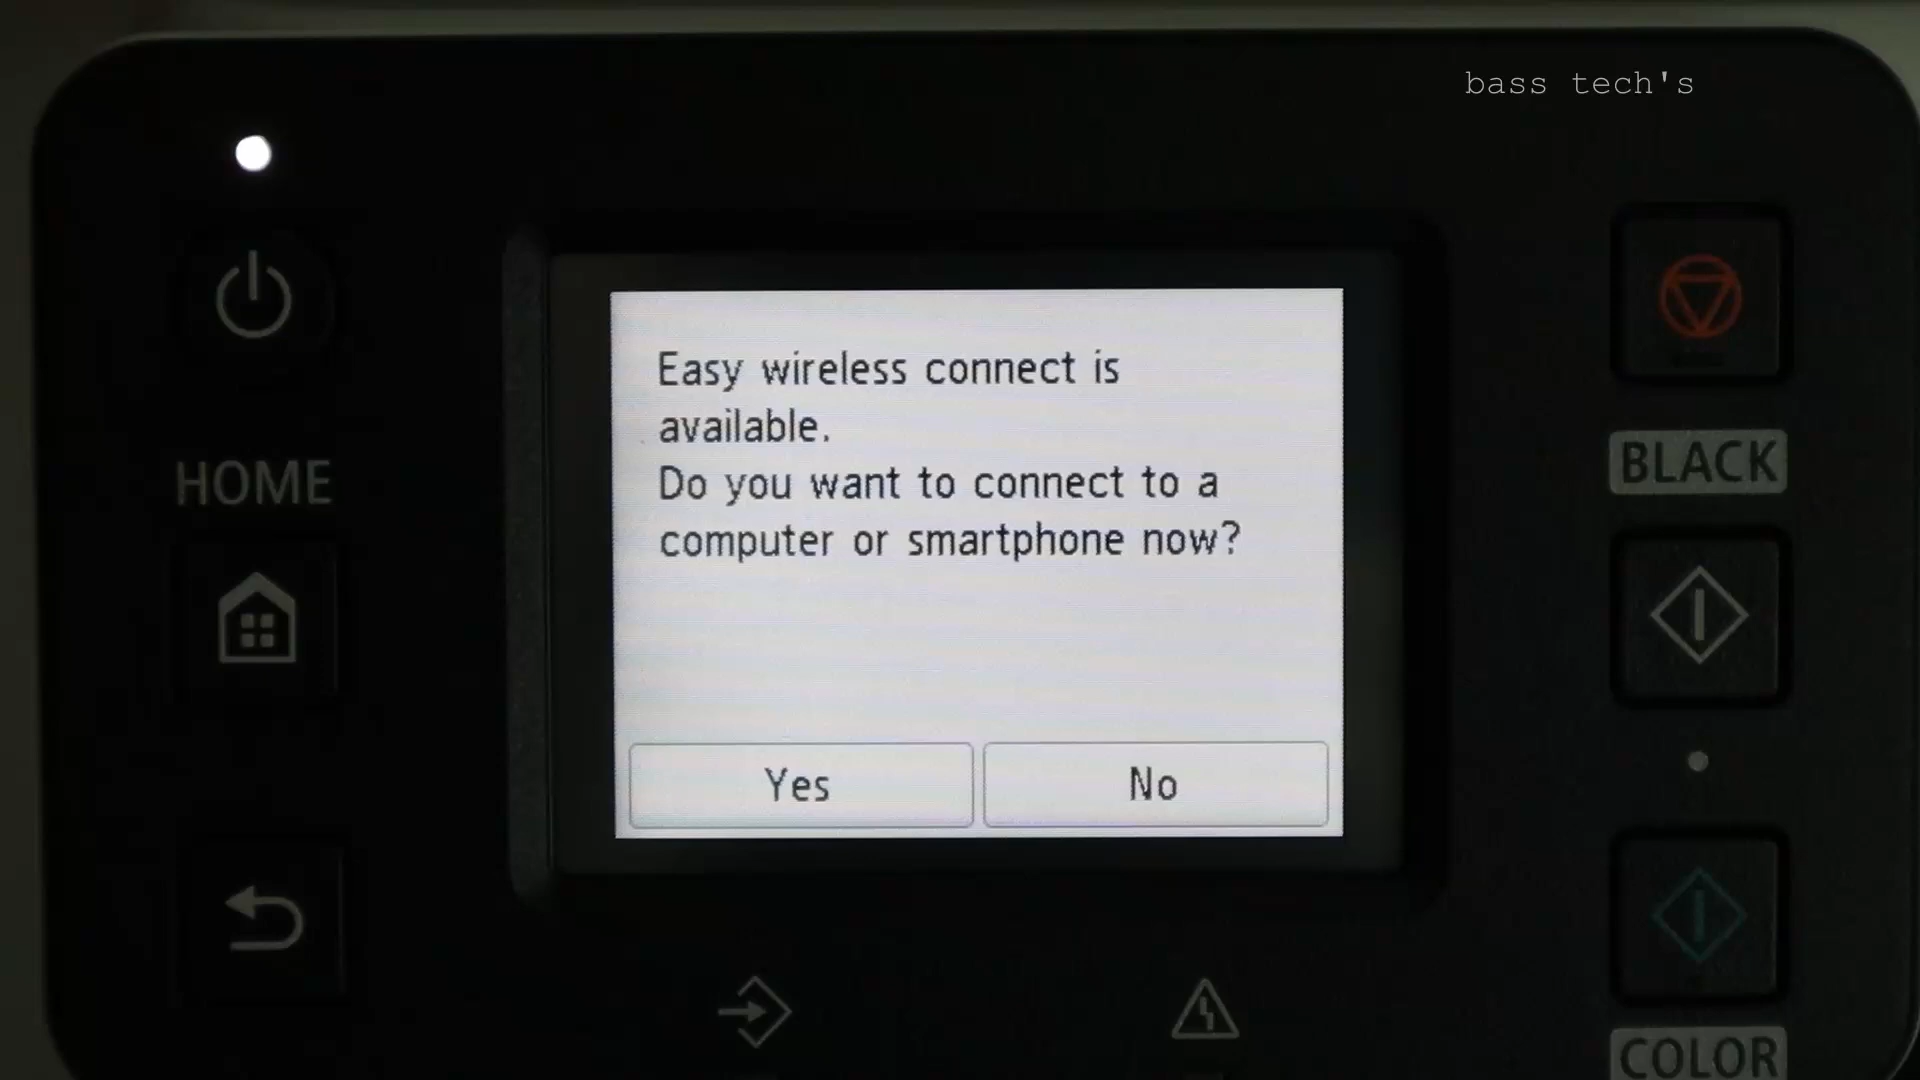 bass tech's
HOME
Easy wireless connect is
available.
Do you want to connect to a
computer or smartphone now?
Yes
No
BLACK
COLOR